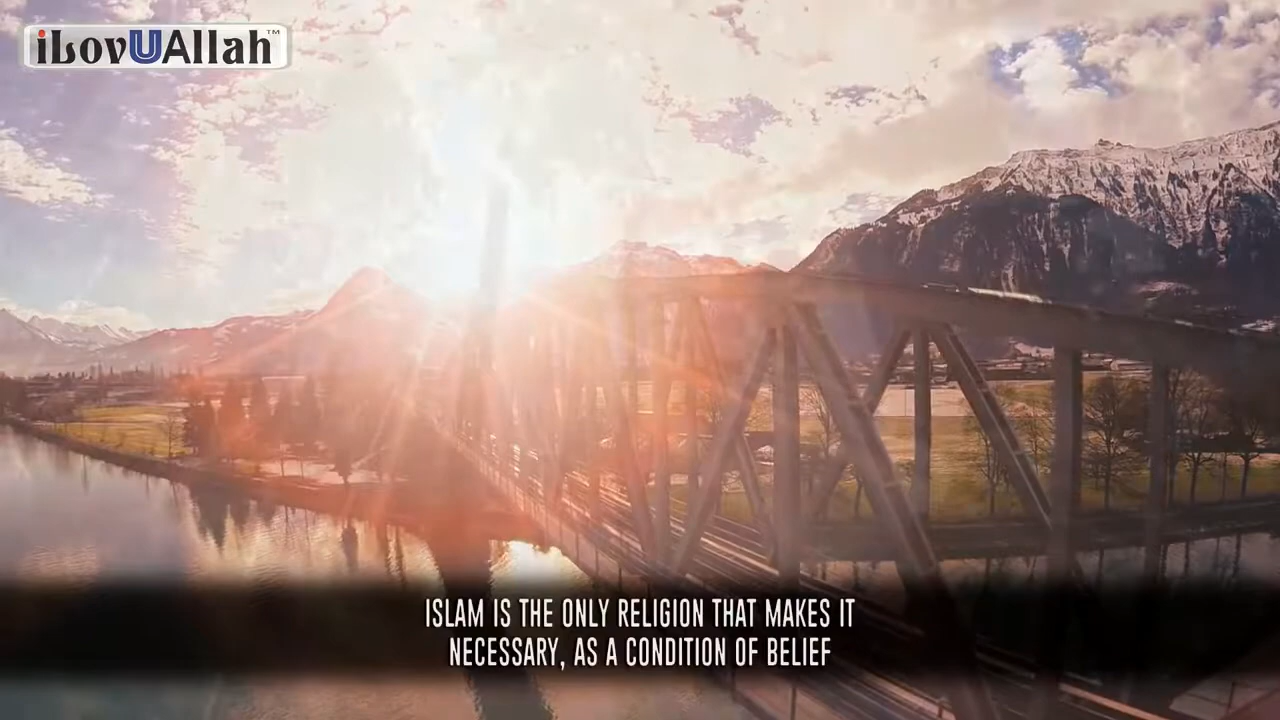 iLovUAllah™
ISLAM IS THE ONLY RELIGION THAT MAKES IT
NECESSARY, AS A CONDITION OF BELIEF